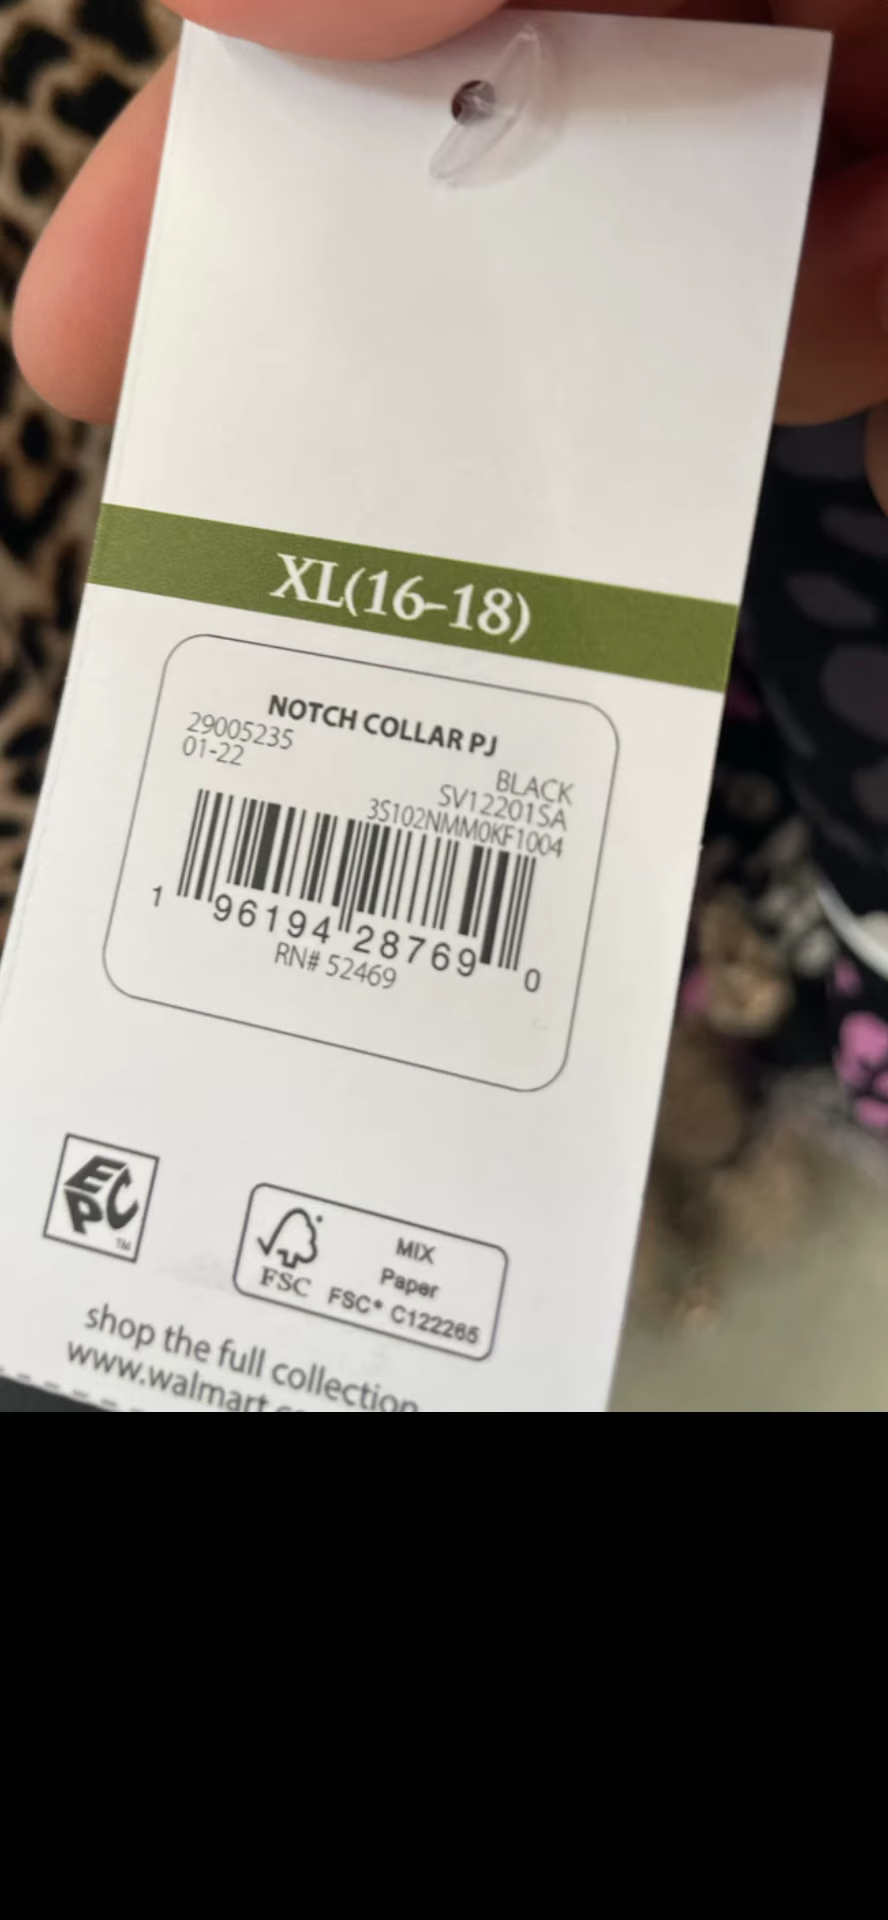 XL(16-18)
NOTCH COLLAR PJ
29005235
01-22
BLACK
SV12201SA
3S102NMM0KF1004
1 96194 28769 0
RN# 52469
EPC
TM
FSC
MIX
Paper
FSC® C122265
shop the full collection
www.walmart.c